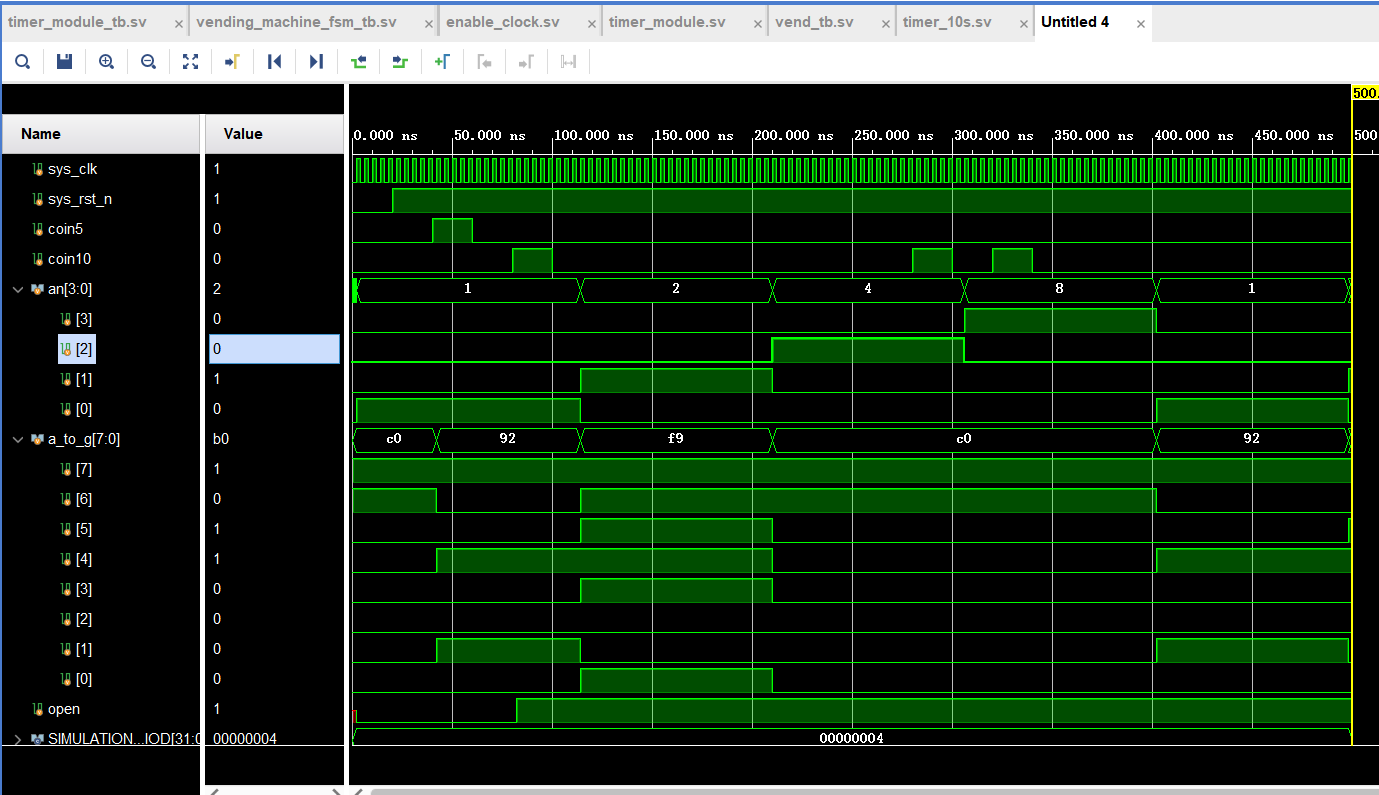 timer_module_tb.sv × vending_machine_fsm_tb.sv × enable_clock.sv × timer_module.sv × vend_tb.sv × timer_10s.sv × Untitled 4 ×
500.
Name Value 0.000 ns 50.000 ns 100.000 ns 150.000 ns 200.000 ns 250.000 ns 300.000 ns 350.000 ns 400.000 ns 450.000 ns 500
sys_clk 1
sys_rst_n 1
coin5 0
coin10 0
an[3:0] 2 1 2 4 8 1
[3] 0
[2] 0
[1] 1
[0] 0
a_to_g[7:0] b0 c0 92 f9 c0 92
[7] 1
[6] 0
[5] 1
[4] 1
[3] 0
[2] 0
[1] 0
[0] 0
open 1
SIMULATION...IOD[31:0 00000004 00000004